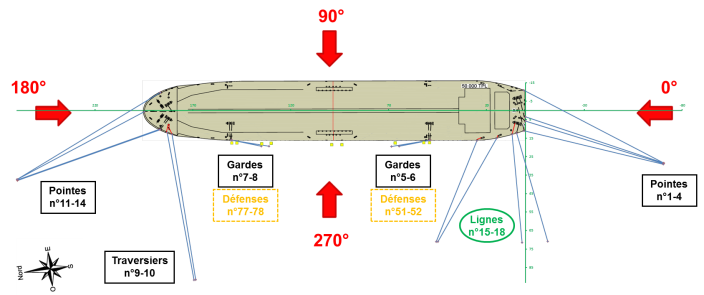 90°
180°
0°
50.000 TPL
Gardes
n°7-8
Gardes
n°5-6
Pointes
n°11-14
Défenses
n°77-78
Défenses
n°51-52
Pointes
n°1-4
Lignes
n°15-18
270°
Traversiers
n°9-10
E
S
Nord
O